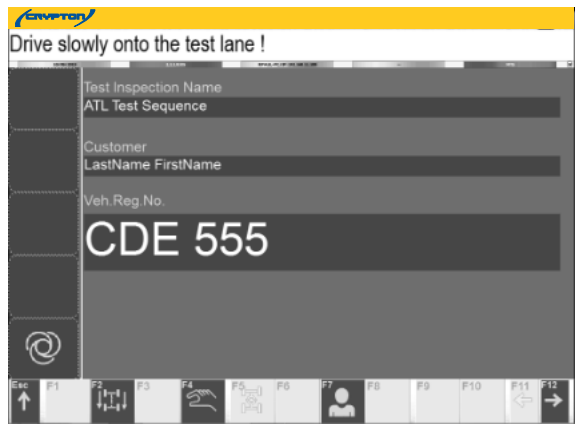 CRYPTON
Drive slowly onto the test lane !
Test Inspection Name
ATL Test Sequence
Customer
LastName FirstName
Veh.Reg.No.
CDE 555
Esc F1 F2 F3 F4 F5 F6 F7 F8 F9 F10 F11 F12